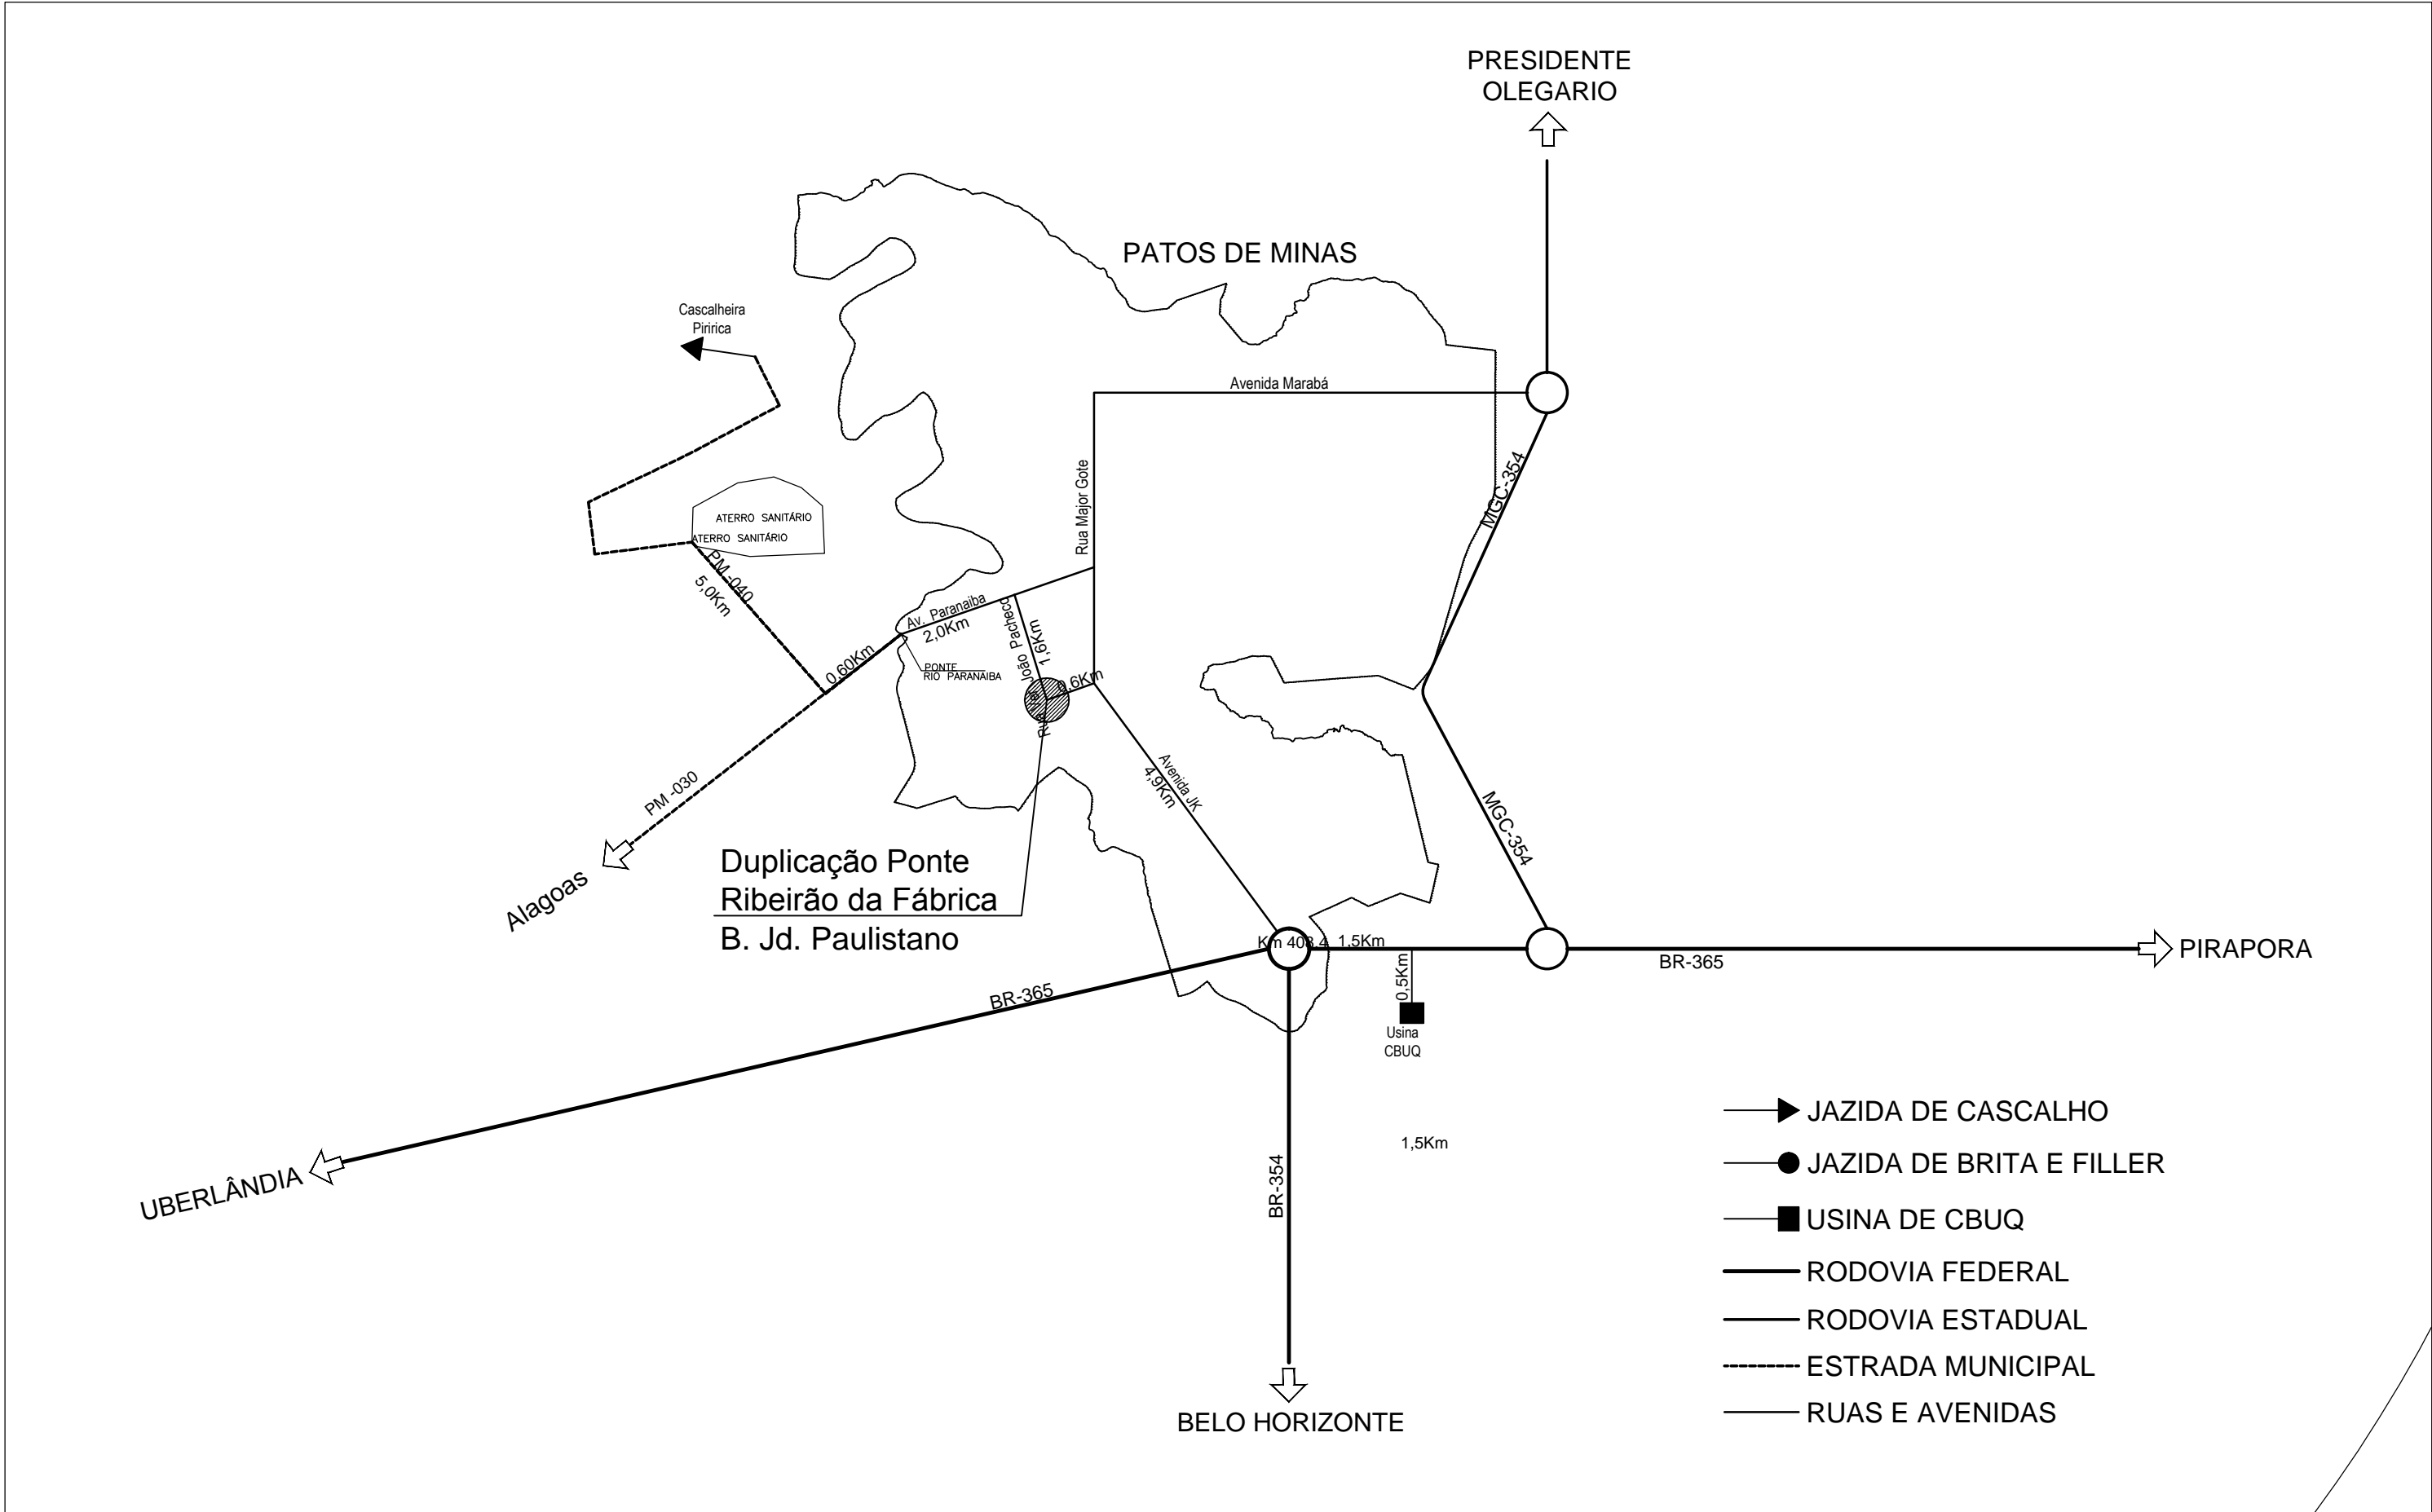 PRESIDENTE
OLEGARIO
PATOS DE MINAS
Cascalheira
Piririca
Avenida Marabá
Rua Major Gote
MGC-354
ATERRO SANITÁRIO
ATERRO SANITÁRIO
PM -040
5,0Km
Av. Paranaiba
2,0Km
João Pacheco
1,6Km
0,60Km
PONTE
RIO PARANAIBA
0,6Km
PM -030
Avenida JK
4,9Km
MGC-354
Alagoas
Duplicação Ponte
Ribeirão da Fábrica
B. Jd. Paulistano
Km 408,4
1,5Km
BR-365
PIRAPORA
BR-365
0,5Km
Usina
CBUQ
UBERLÂNDIA
BR-354
1,5Km
BELO HORIZONTE
JAZIDA DE CASCALHO
JAZIDA DE BRITA E FILLER
USINA DE CBUQ
RODOVIA FEDERAL
RODOVIA ESTADUAL
ESTRADA MUNICIPAL
RUAS E AVENIDAS